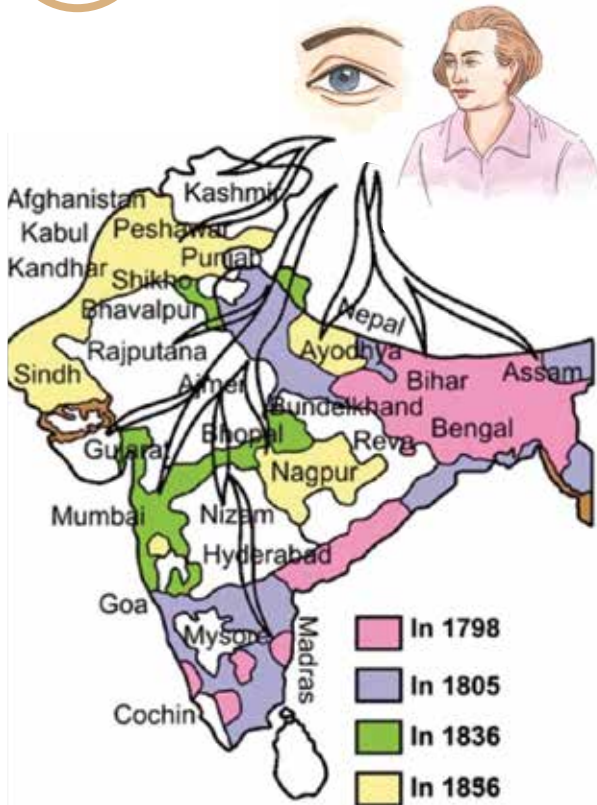 Afghanistan
Kashmir
Kabul
Peshawar
Kandhar
Punjab
Shikho
Bhavalpur
Nepal
Rajputana
Ayodhya
Sindh
Ajmer
Bihar
Assam
Bundelkhand
Gujarat
Bhopal
Reva
Bengal
Nagpur
Mumbai
Nizam
Hyderabad
Goa
Mysore
Madras
Cochin
In 1798
In 1805
In 1836
In 1856